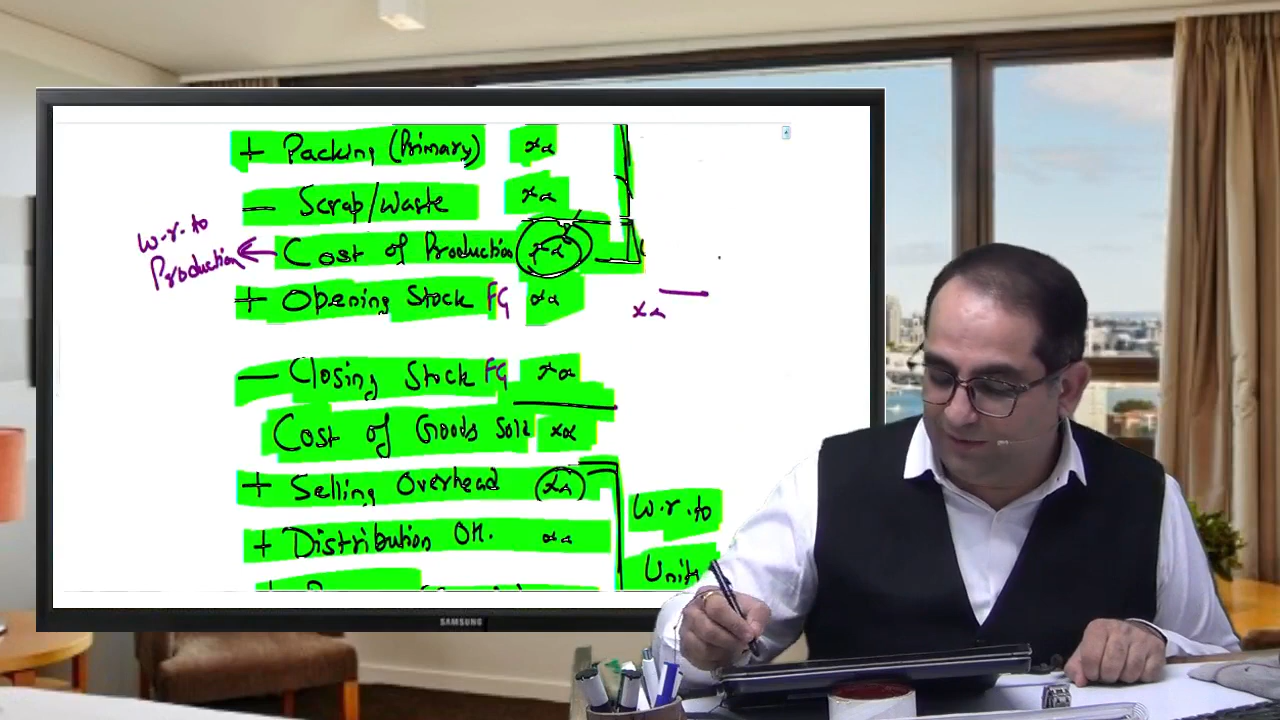 + Packing (Primary) xx
- Scrap/Waste xx
w.r.to
Production ← Cost of Production xx
+ Opening Stock FG xx
xx
- Closing Stock FG xx
Cost of Goods Sold xx
+ Selling Overhead xx
+ Distribution OH. xx
w.r.to
Units
SAMSUNG